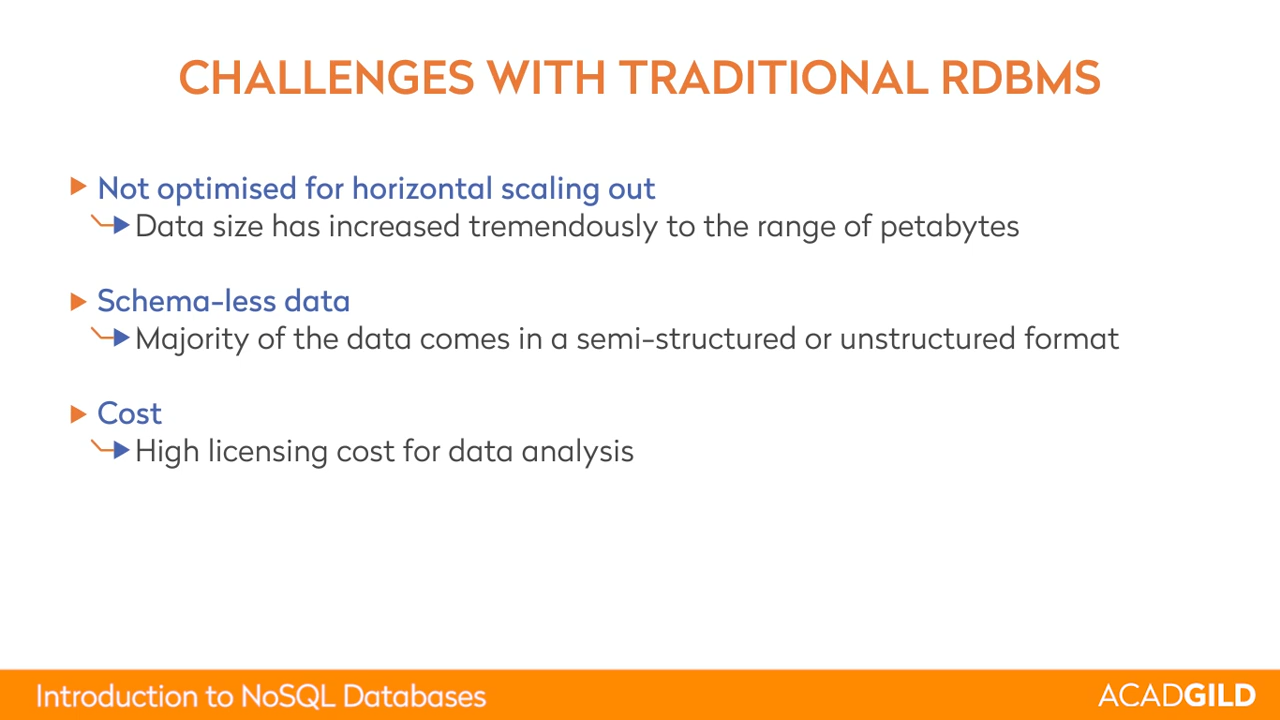 CHALLENGES WITH TRADITIONAL RDBMS
Not optimised for horizontal scaling out
Data size has increased tremendously to the range of petabytes
Schema-less data
Majority of the data comes in a semi-structured or unstructured format
Cost
High licensing cost for data analysis
Introduction to NoSQL Databases
ACADGILD